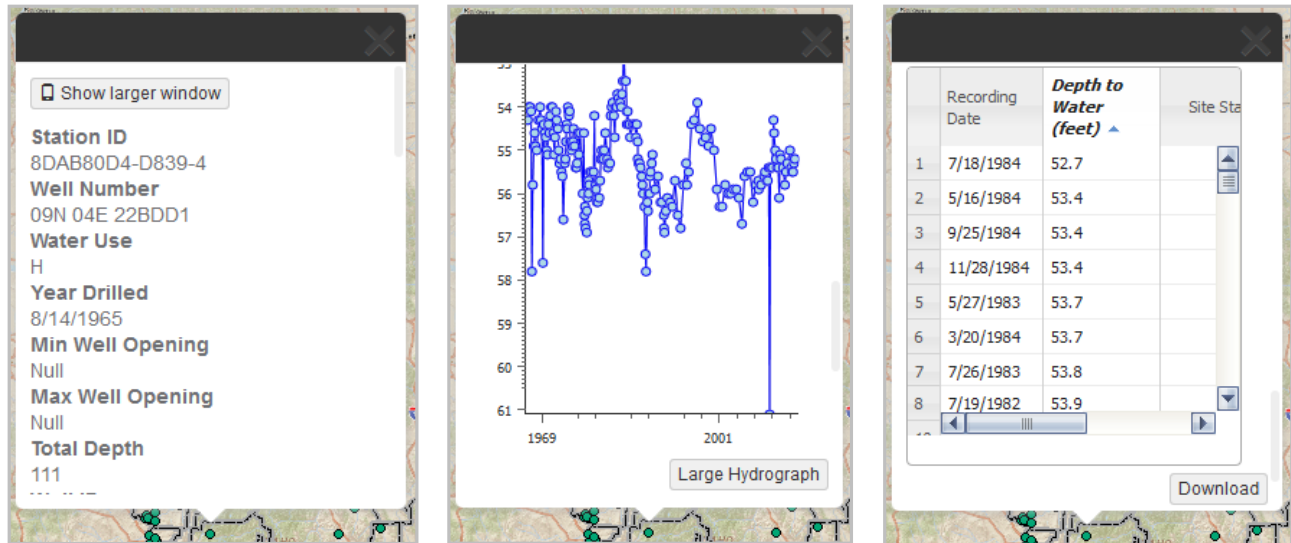 Show larger window
Station ID
8DAB80D4-D839-4
Well Number
09N 04E 22BDD1
Water Use
H
Year Drilled
8/14/1965
Min Well Opening
Null
Max Well Opening
Null
Total Depth
111
54
55
56
57
58
59
60
61
1969 2001
Large Hydrograph
Recording Date
Depth to
Water
(feet)
Site Sta
1 7/18/1984 52.7
2 5/16/1984 53.4
3 9/25/1984 53.4
4 11/28/1984 53.4
5 5/27/1983 53.7
6 3/20/1984 53.7
7 7/26/1983 53.8
8 7/19/1982 53.9
Download